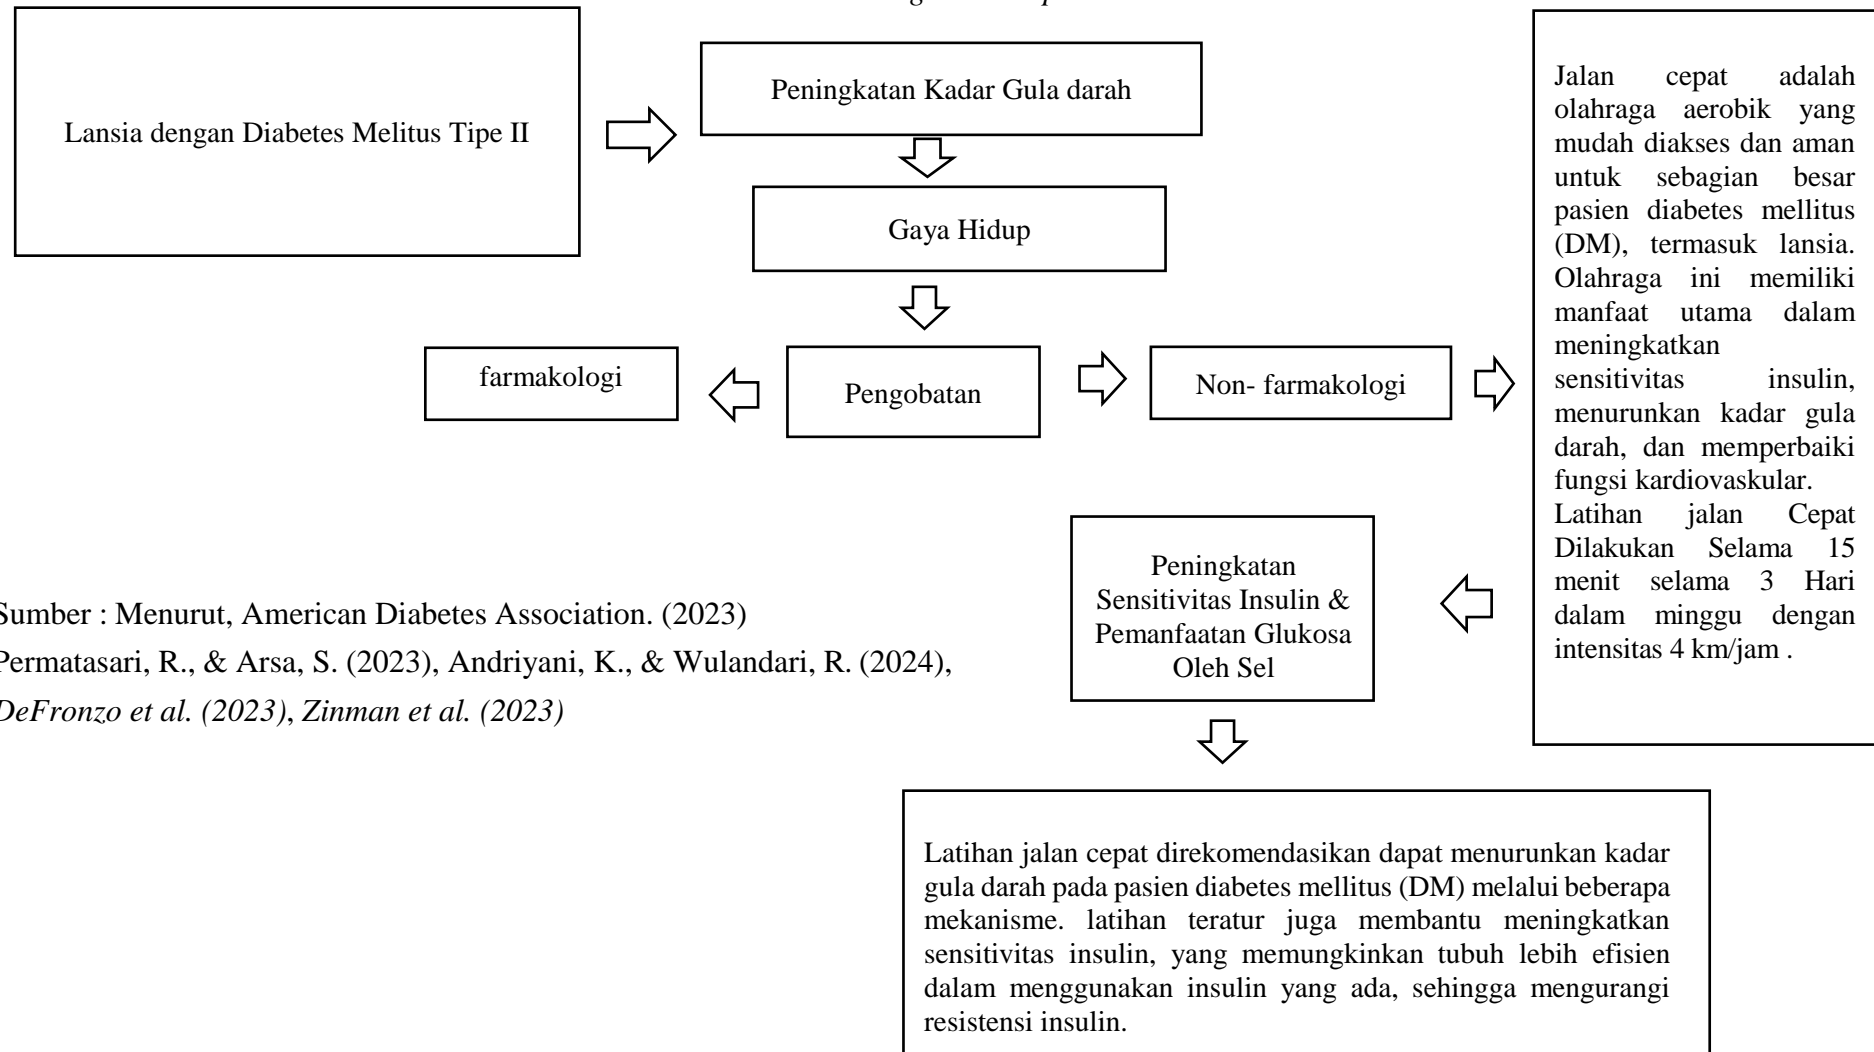 Lansia dengan Diabetes Melitus Tipe II
Peningkatan Kadar Gula darah
Gaya Hidup
farmakologi
Pengobatan
Non- farmakologi
Jalan cepat adalah
olahraga aerobik yang
mudah diakses dan aman
untuk sebagian besar
pasien diabetes mellitus
(DM), termasuk lansia.
Olahraga ini memiliki
manfaat utama dalam
meningkatkan
sensitivitas insulin,
menurunkan kadar gula
darah, dan memperbaiki
fungsi kardiovaskular.
Latihan jalan Cepat
Dilakukan Selama 15
menit selama 3 Hari
dalam minggu dengan
intensitas 4 km/jam .
Peningkatan
Sensitivitas Insulin &
Pemanfaatan Glukosa
Oleh Sel
Sumber : Menurut, American Diabetes Association. (2023)
Permatasari, R., & Arsa, S. (2023), Andriyani, K., & Wulandari, R. (2024),
DeFronzo et al. (2023), Zinman et al. (2023)
Latihan jalan cepat direkomendasikan dapat menurunkan kadar
gula darah pada pasien diabetes mellitus (DM) melalui beberapa
mekanisme. latihan teratur juga membantu meningkatkan
sensitivitas insulin, yang memungkinkan tubuh lebih efisien
dalam menggunakan insulin yang ada, sehingga mengurangi
resistensi insulin.